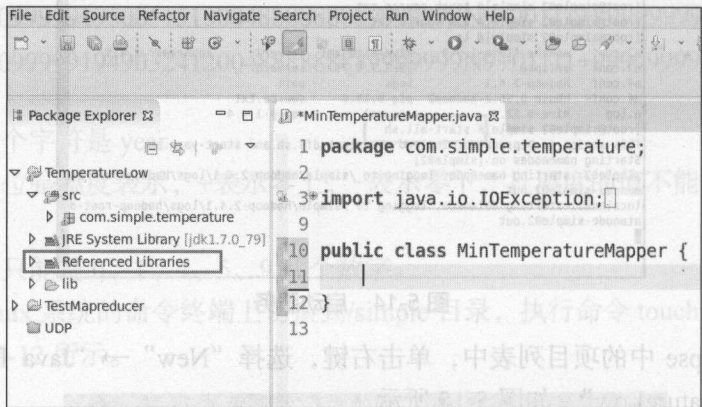 File Edit Source Refactor Navigate Search Project Run Window Help
Package Explorer
TemperatureLow
src
com.simple.temperature
JRE System Library [jdk1.7.0_79]
Referenced Libraries
lib
TestMapreducer
UDP
*MinTemperatureMapper.java
1 package com.simple.temperature;
2
3 import java.io.IOException;
9
10 public class MinTemperatureMapper {
11
12 }
13